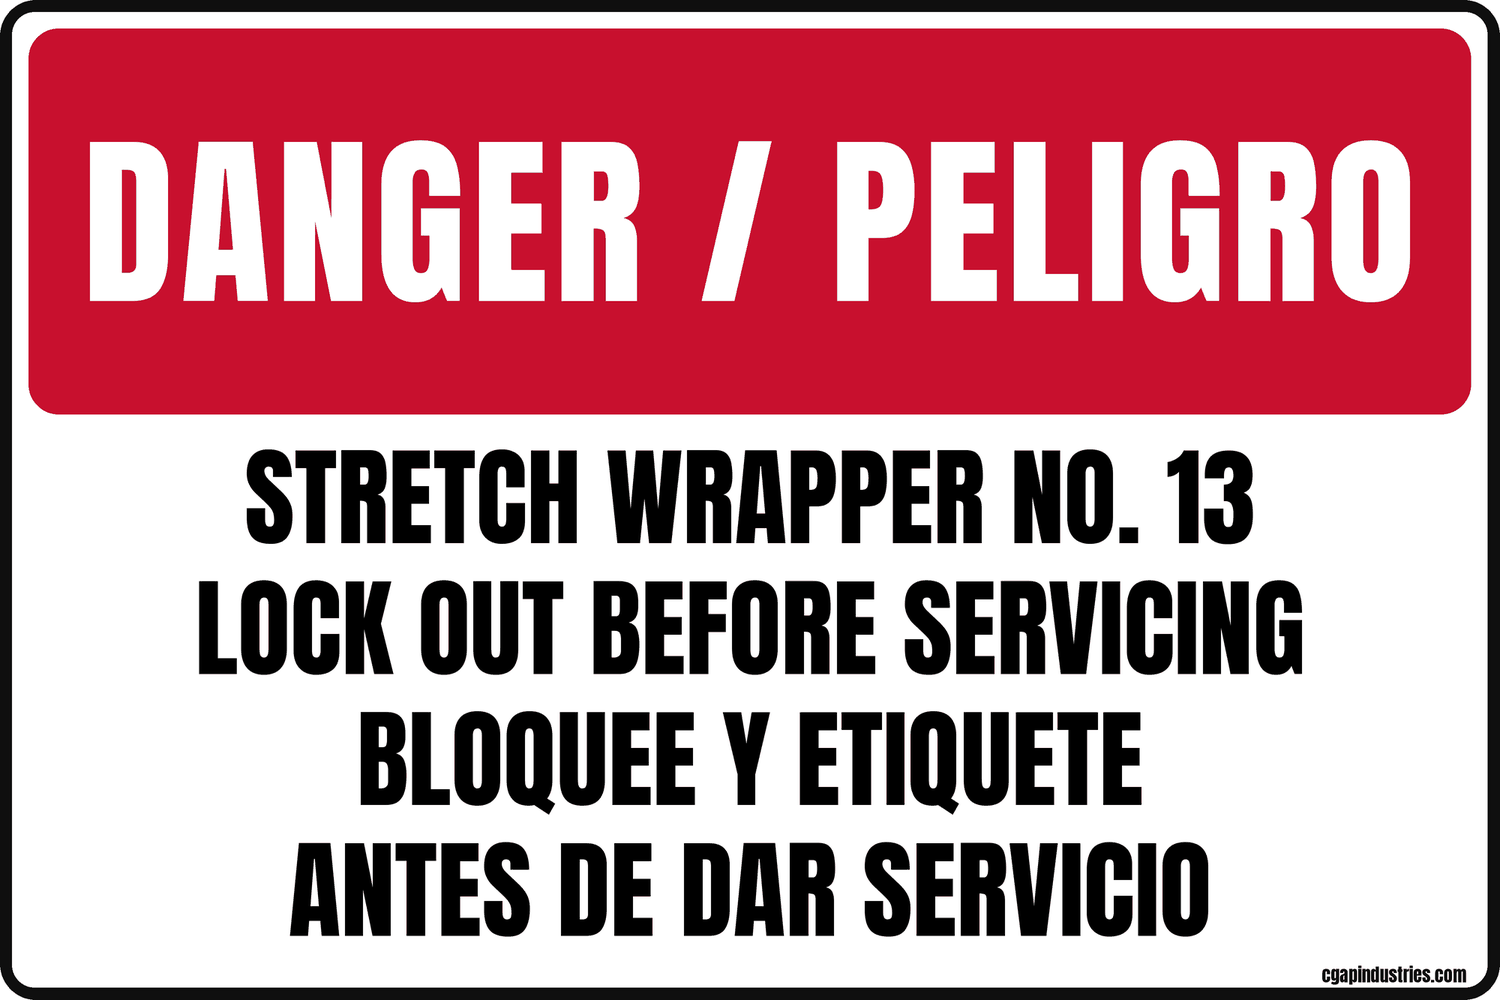 DANGER / PELIGRO
STRETCH WRAPPER NO. 13
LOCK OUT BEFORE SERVICING
BLOQUEE Y ETIQUETE
ANTES DE DAR SERVICIO
cgapindustries.com